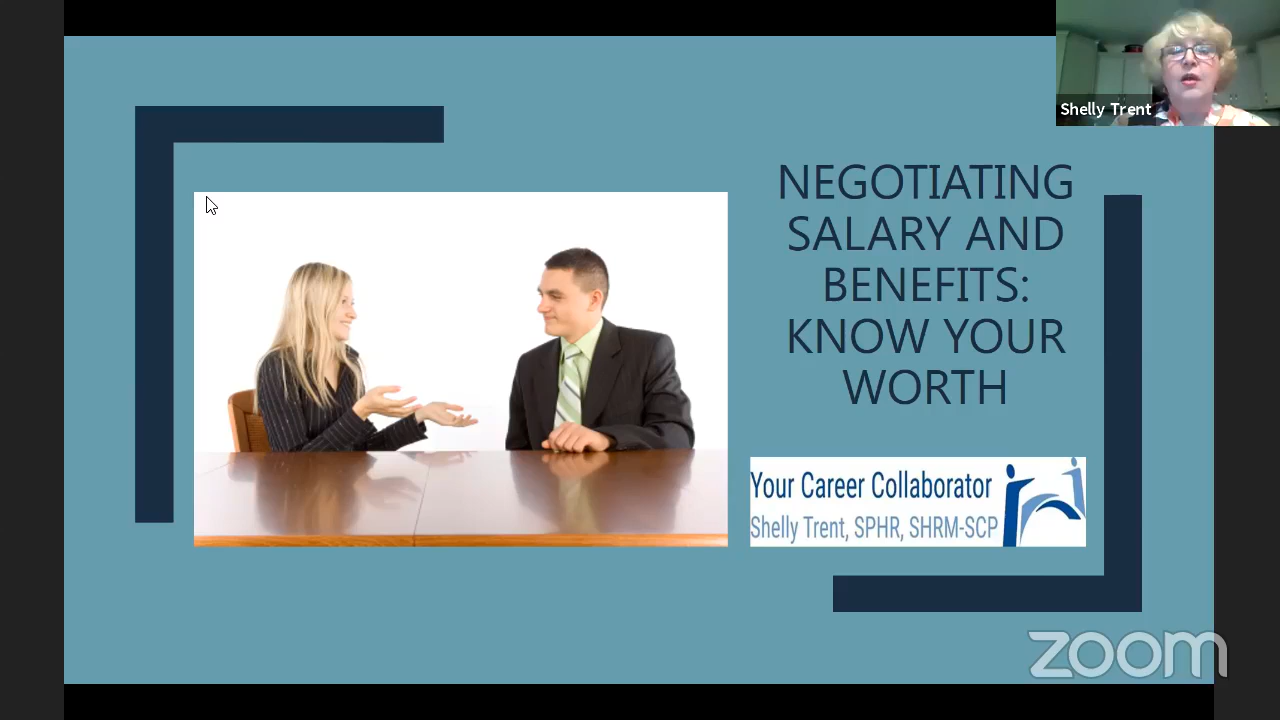 Shelly Trent
NEGOTIATING
SALARY AND
BENEFITS:
KNOW YOUR
WORTH
Your Career Collaborator
Shelly Trent, SPHR, SHRM-SCP
zoom